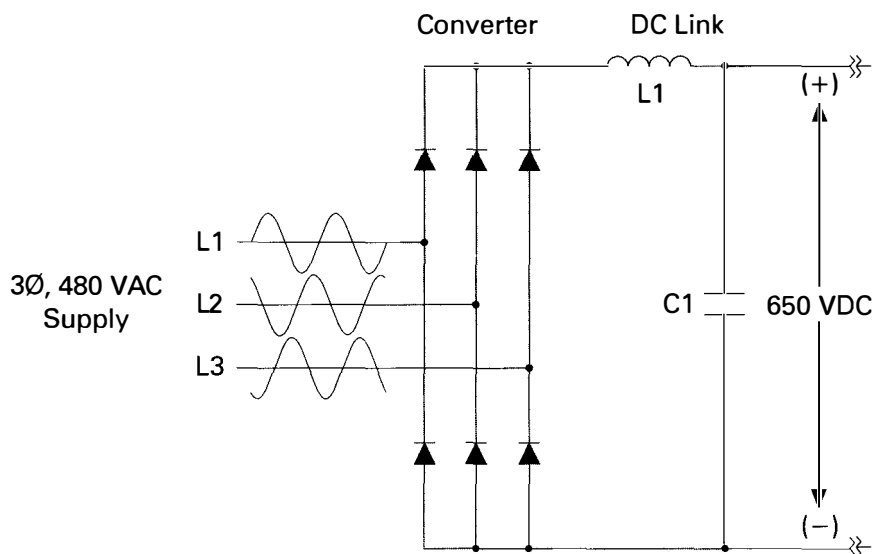 Converter
DC Link
L1
(+)
L1
3Ø, 480 VAC
Supply
L2
C1
650 VDC
L3
(−)